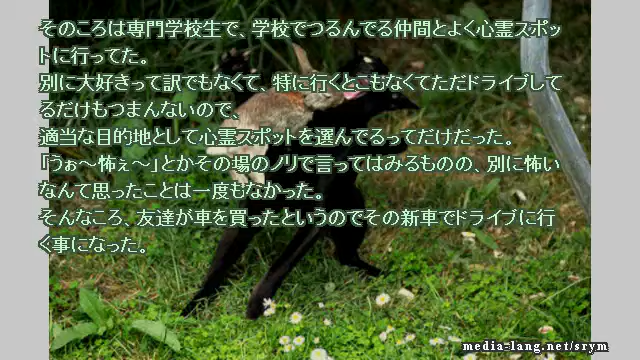 そのころは専門学校生で、学校でつるんでる仲間とよく心霊スポッ
トに行ってた。
別に大好きって訳でもなくて、特に行くとこもなくてただドライブして
るだけもつまんないので、
適当な目的地として心霊スポットを選んでるってだけだった。
「うぉ～怖ぇ～」とかその場のノリで言ってはみるものの、別に怖い
なんて思ったことは一度もなかった。
そんなころ、友達が車を買ったというのでその新車でドライブに行
く事になった。
media-lang.net/srym